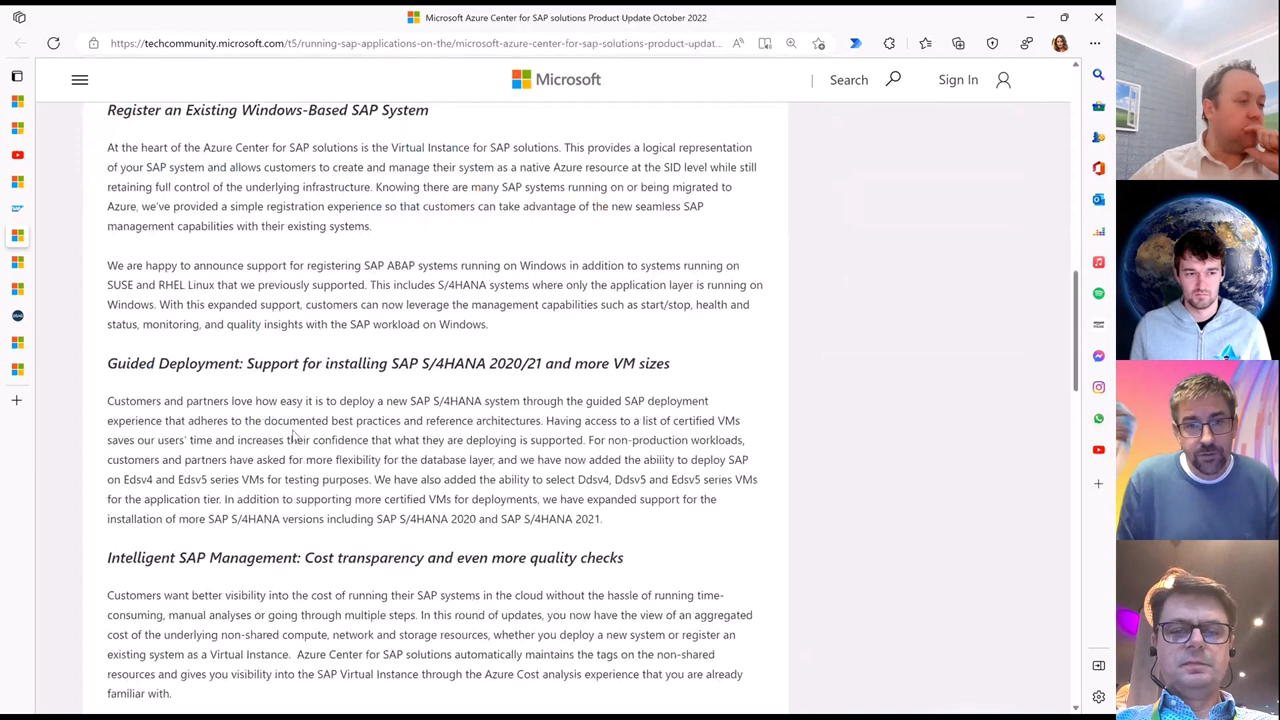 Microsoft Azure Center for SAP solutions Product Update October 2022
https://techcommunity.microsoft.com/t5/running-sap-applications-on-the/microsoft-azure-center-for-sap-solutions-product-updat...
Microsoft
Search
Sign In
Register an Existing Windows-Based SAP System
At the heart of the Azure Center for SAP solutions is the Virtual Instance for SAP solutions. This provides a logical representation
of your SAP system and allows customers to create and manage their system as a native Azure resource at the SID level while still
retaining full control of the underlying infrastructure. Knowing there are many SAP systems running on or being migrated to
Azure, we've provided a simple registration experience so that customers can take advantage of the new seamless SAP
management capabilities with their existing systems.
We are happy to announce support for registering SAP ABAP systems running on Windows in addition to systems running on
SUSE and RHEL Linux that we previously supported. This includes S/4HANA systems where only the application layer is running on
Windows. With this expanded support, customers can now leverage the management capabilities such as start/stop, health and
status, monitoring, and quality insights with the SAP workload on Windows.
Guided Deployment: Support for installing SAP S/4HANA 2020/21 and more VM sizes
Customers and partners love how easy it is to deploy a new SAP S/4HANA system through the guided SAP deployment
experience that adheres to the documented best practices and reference architectures. Having access to a list of certified VMs
saves our users' time and increases their confidence that what they are deploying is supported. For non-production workloads,
customers and partners have asked for more flexibility for the database layer, and we have now added the ability to deploy SAP
on Edsv4 and Edsv5 series VMs for testing purposes. We have also added the ability to select Ddsv4, Ddsv5 and Edsv5 series VMs
for the application tier. In addition to supporting more certified VMs for deployments, we have expanded support for the
installation of more SAP S/4HANA versions including SAP S/4HANA 2020 and SAP S/4HANA 2021.
Intelligent SAP Management: Cost transparency and even more quality checks
Customers want better visibility into the cost of running their SAP systems in the cloud without the hassle of running time-
consuming, manual analyses or going through multiple steps. In this round of updates, you now have the view of an aggregated
cost of the underlying non-shared compute, network and storage resources, whether you deploy a new system or register an
existing system as a Virtual Instance. Azure Center for SAP solutions automatically maintains the tags on the non-shared
resources and gives you visibility into the SAP Virtual Instance through the Azure Cost analysis experience that you are already
familiar with.